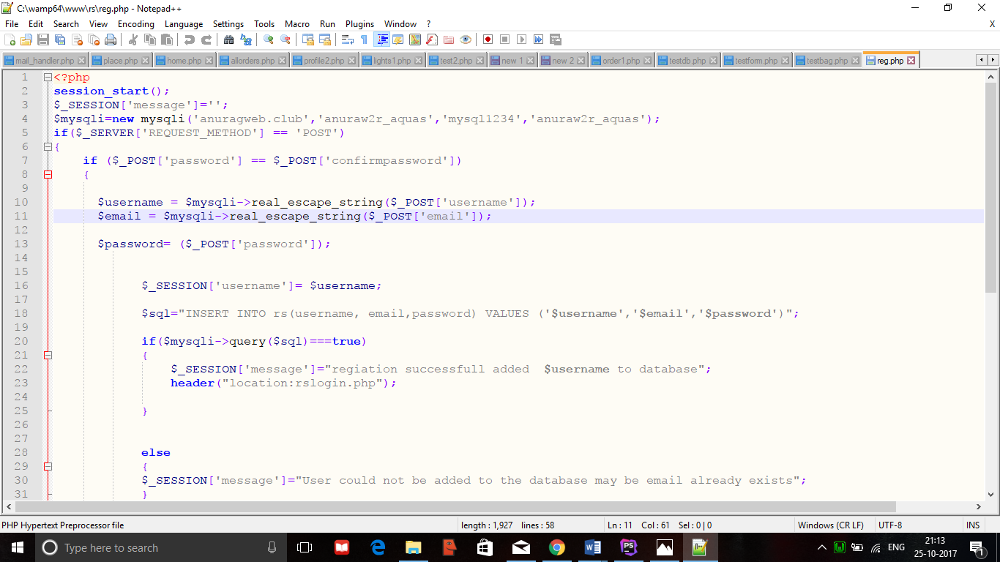 C:\wamp64\www\rs\reg.php - Notepad++
File Edit Search View Encoding Language Settings Tools Macro Run Plugins Window ? X
mail_handler.php place.php home.php allorders.php profile2.php lights1.php test2.php new 1 new 2 order1.php testdb.php testform.php testbag.php reg.php
1 <?php
2 session_start();
3 $_SESSION['message']='';
4 $mysqli=new mysqli('anuragweb.club','anuraw2r_aquas','mysql1234','anuraw2r_aquas');
5 if($_SERVER['REQUEST_METHOD'] == 'POST')
6 {
7 if ($_POST['password'] == $_POST['confirmpassword'])
8 {
9
10 $username = $mysqli->real_escape_string($_POST['username']);
11 $email = $mysqli->real_escape_string($_POST['email']);
12
13 $password= ($_POST['password']);
14
15
16 $_SESSION['username']= $username;
17
18 $sql="INSERT INTO rs(username, email,password) VALUES ('$username','$email','$password')";
19
20 if($mysqli->query($sql)===true)
21 {
22 $_SESSION['message']="regiation successfull added  $username to database";
23 header("location:rslogin.php");
24
25 }
26
27
28 else
29 {
30 $_SESSION['message']="User could not be added to the database may be email already exists";
31 }
PHP Hypertext Preprocessor file length : 1,927 lines : 58 Ln : 11 Col : 61 Sel : 0 | 0 Windows (CR LF) UTF-8 INS
Type here to search ENG 21:13
25-10-2017 1